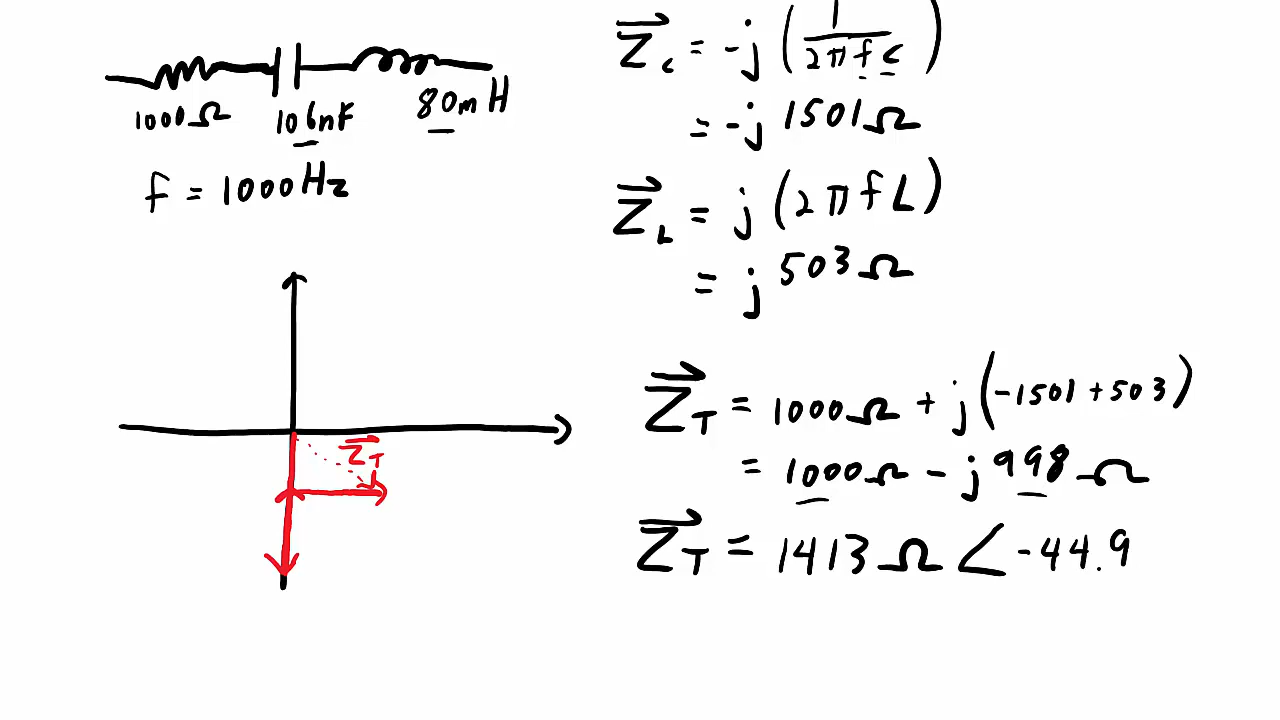 1000Ω 106nF 80mH
f = 1000Hz
Z_T
Z_C = -j (1/(2πfC))
= -j 1501Ω
Z_L = j (2πfL)
= j 503Ω
Z_T = 1000Ω + j(-1501 + 503)
= 1000Ω - j 998Ω
Z_T = 1413Ω ∠ -44.9